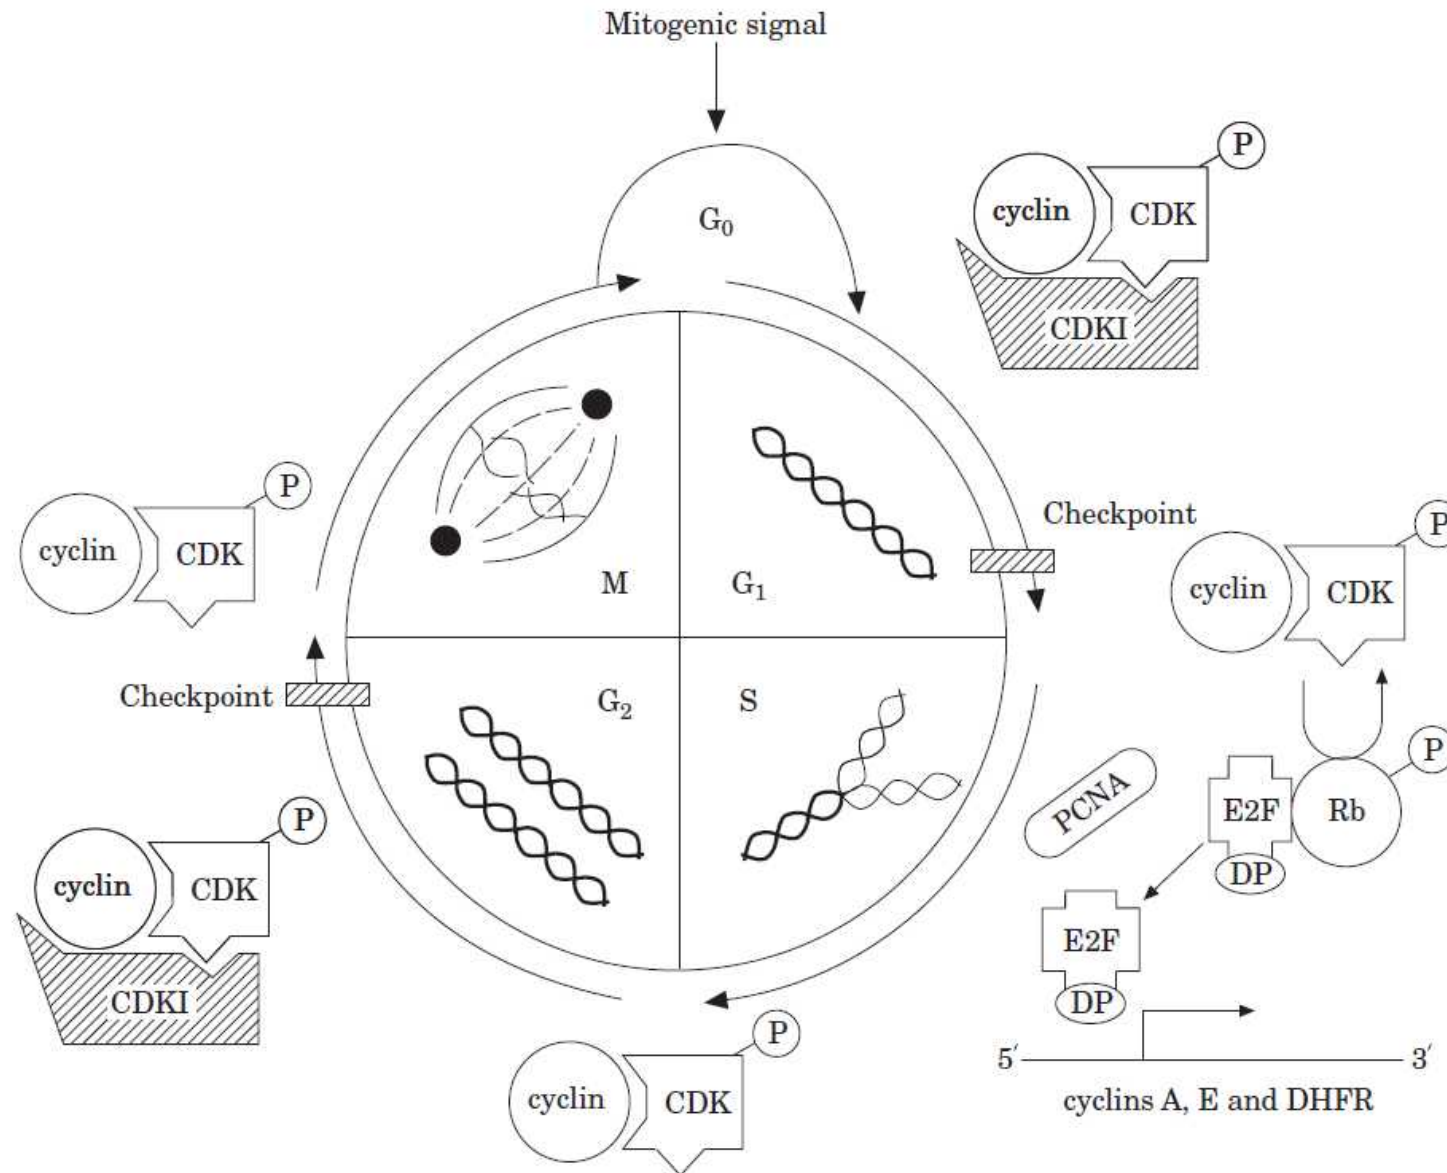 Mitogenic signal
G₀
P
cyclin
CDK
CDKI
P
cyclin
CDK
M
G₁
Checkpoint
P
cyclin
CDK
Checkpoint
G₂
S
P
cyclin
CDK
CDKI
PCNA
E2F
Rb
P
DP
E2F
DP
5′
3′
cyclins A, E and DHFR
P
cyclin
CDK